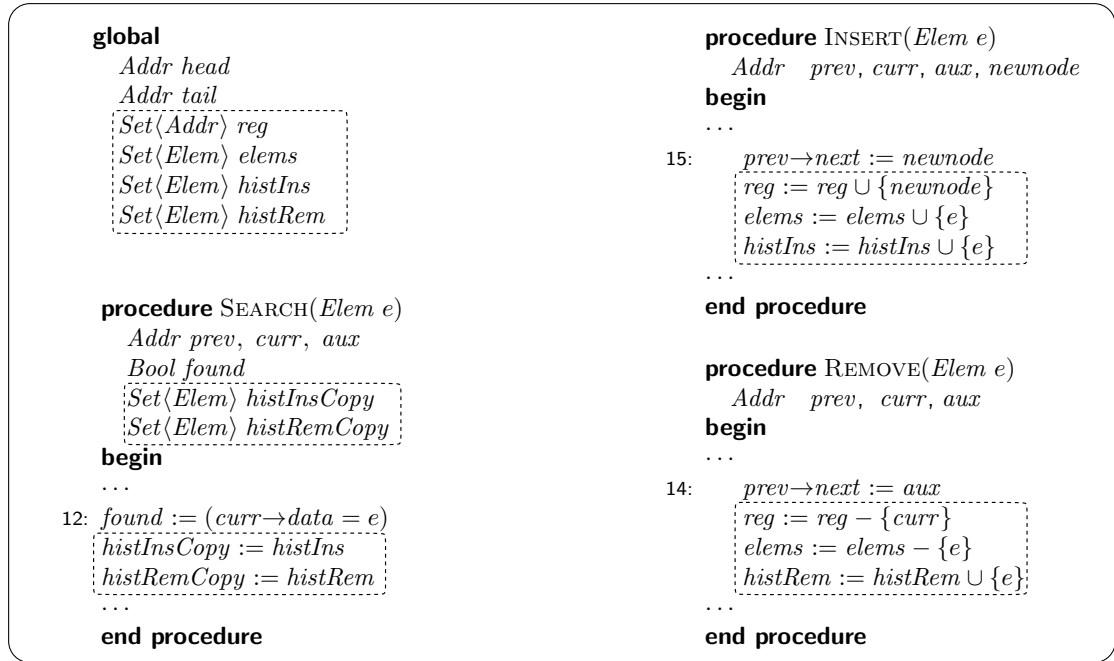 global
Addr head
Addr tail
Set⟨Addr⟩ reg
Set⟨Elem⟩ elems
Set⟨Elem⟩ histIns
Set⟨Elem⟩ histRem
procedure SEARCH(Elem e)
Addr prev, curr, aux
Bool found
Set⟨Elem⟩ histInsCopy
Set⟨Elem⟩ histRemCopy
begin
...
12: found := (curr→data = e)
histInsCopy := histIns
histRemCopy := histRem
...
end procedure
procedure INSERT(Elem e)
Addr prev, curr, aux, newnode
begin
...
15: prev→next := newnode
reg := reg ∪ {newnode}
elems := elems ∪ {e}
histIns := histIns ∪ {e}
...
end procedure
procedure REMOVE(Elem e)
Addr prev, curr, aux
begin
...
14: prev→next := aux
reg := reg − {curr}
elems := elems − {e}
histRem := histRem ∪ {e}
...
end procedure